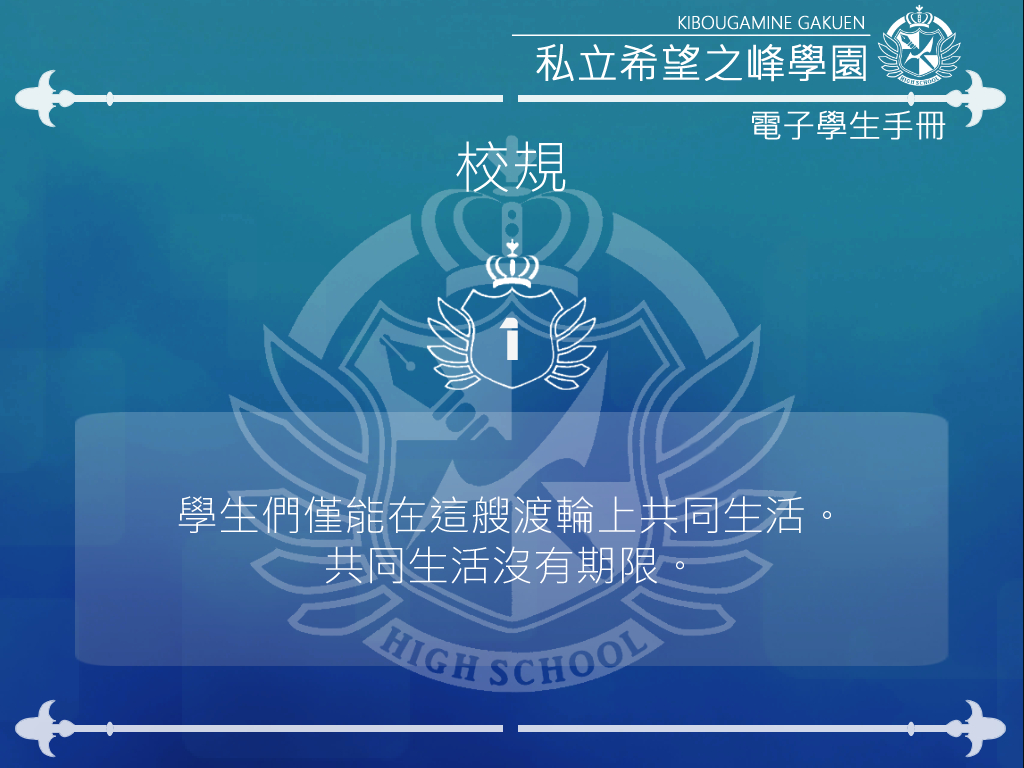 KIBOUGAMINE GAKUEN
私立希望之峰學園
HIGH SCHOOL
電子學生手冊
校規
1
學生們僅能在這艘渡輪上共同生活。
共同生活沒有期限。
HIGH SCHOOL